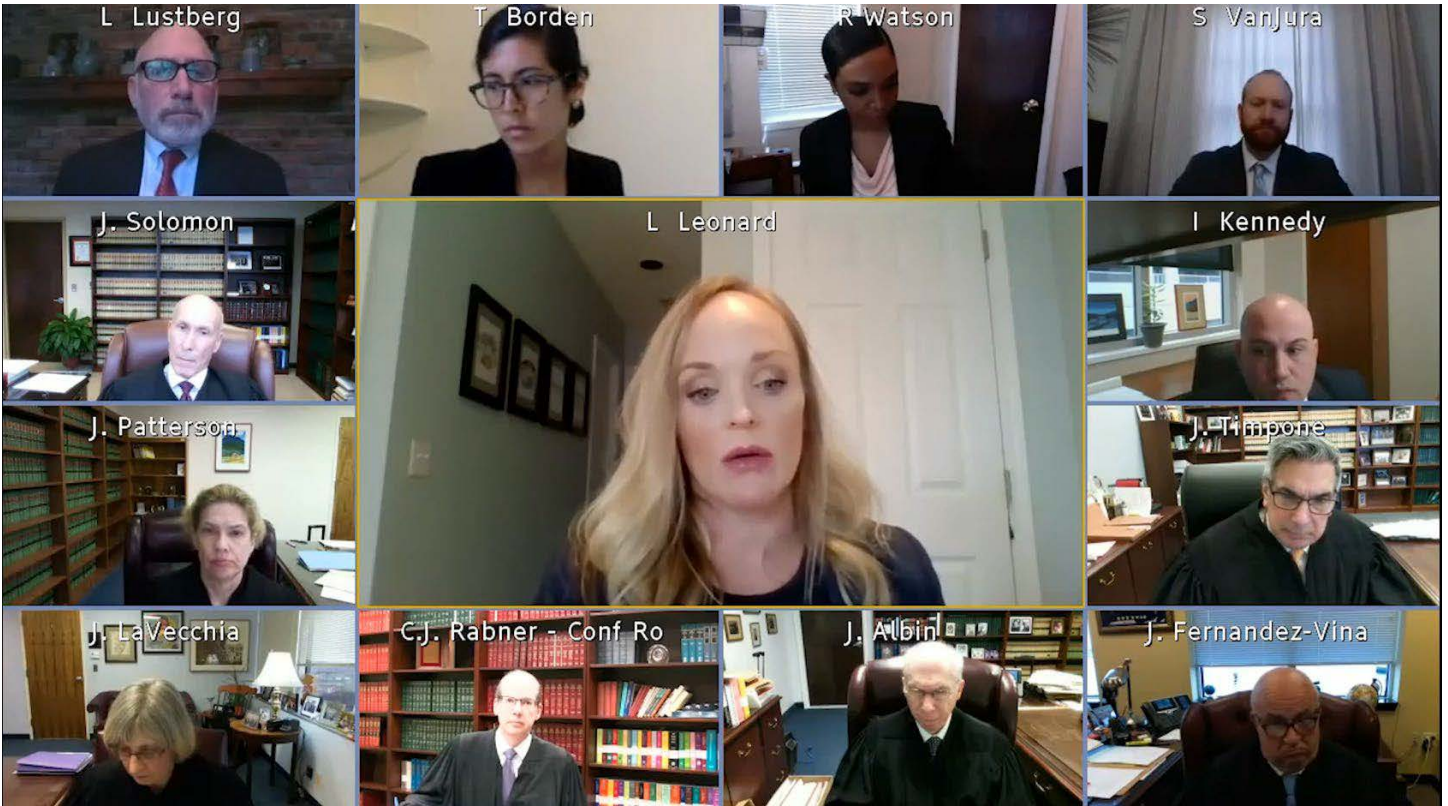 L Lustberg
T Borden
R Watson
S VanJura
J. Solomon
L Leonard
I Kennedy
J. Patterson
J. Timpone
J. LaVecchia
C.J. Rabner - Conf Ro
J. Albin
J. Fernandez-Vina